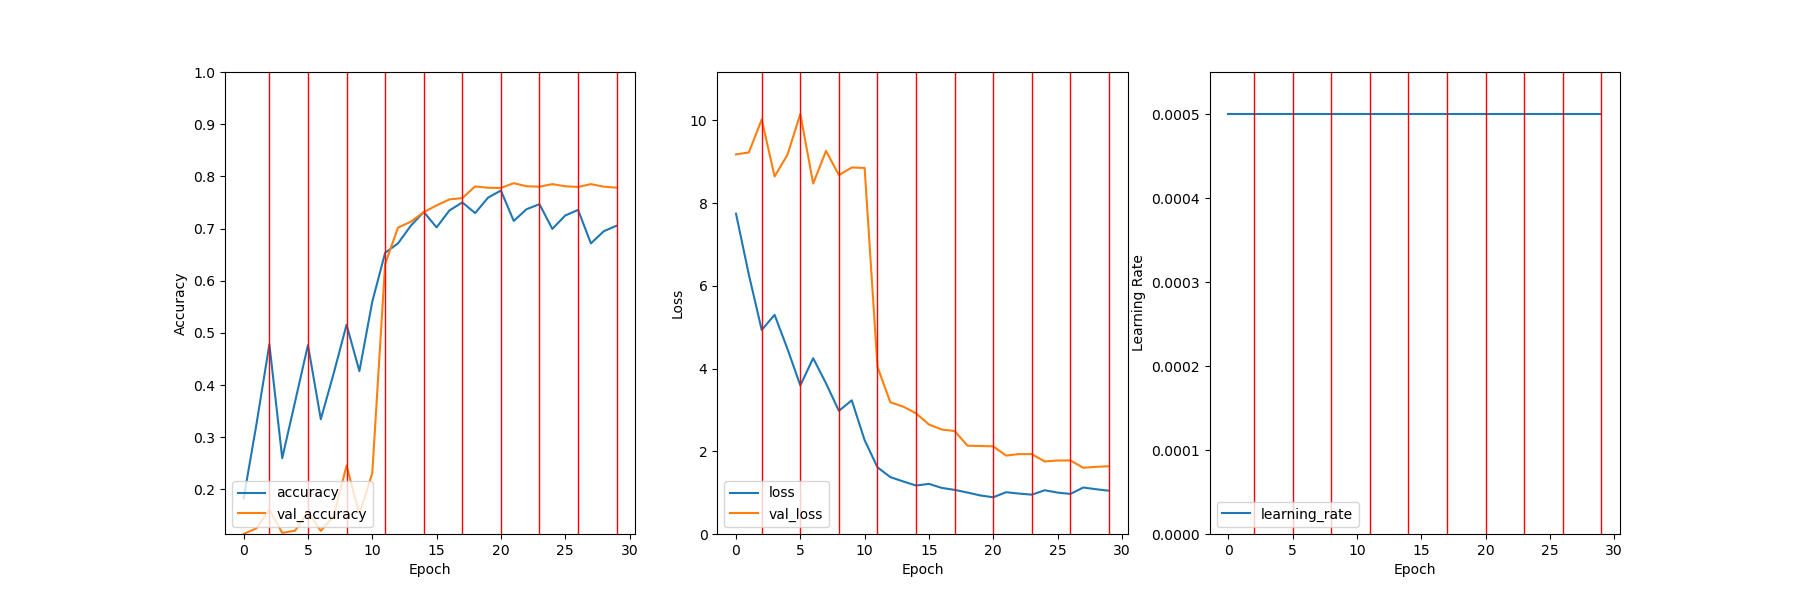 1.0
0.9
0.8
0.7
0.6
0.5
0.4
0.3
0.2
Accuracy
accuracy
val_accuracy
0 5 10 15 20 25 30
Epoch
10
8
6
4
2
0
Loss
loss
val_loss
0 5 10 15 20 25 30
Epoch
0.0005
0.0004
0.0003
0.0002
0.0001
0.0000
Learning Rate
learning_rate
0 5 10 15 20 25 30
Epoch